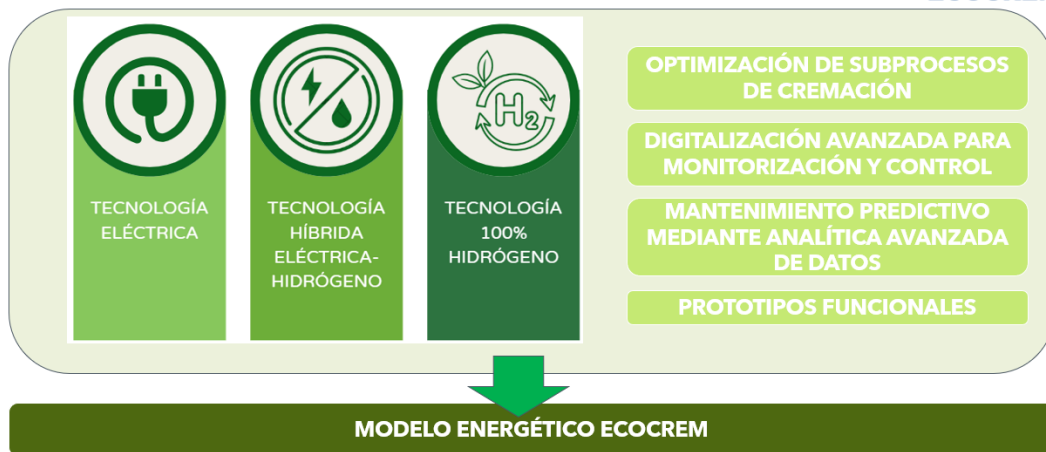 TECNOLOGÍA
ELÉCTRICA
TECNOLOGÍA
HÍBRIDA
ELÉCTRICA-
HIDRÓGENO
H2
TECNOLOGÍA
100%
HIDRÓGENO
OPTIMIZACIÓN DE SUBPROCESOS
DE CREMACIÓN
DIGITALIZACIÓN AVANZADA PARA
MONITORIZACIÓN Y CONTROL
MANTENIMIENTO PREDICTIVO
MEDIANTE ANALÍTICA AVANZADA
DE DATOS
PROTOTIPOS FUNCIONALES
MODELO ENERGÉTICO ECOCREM